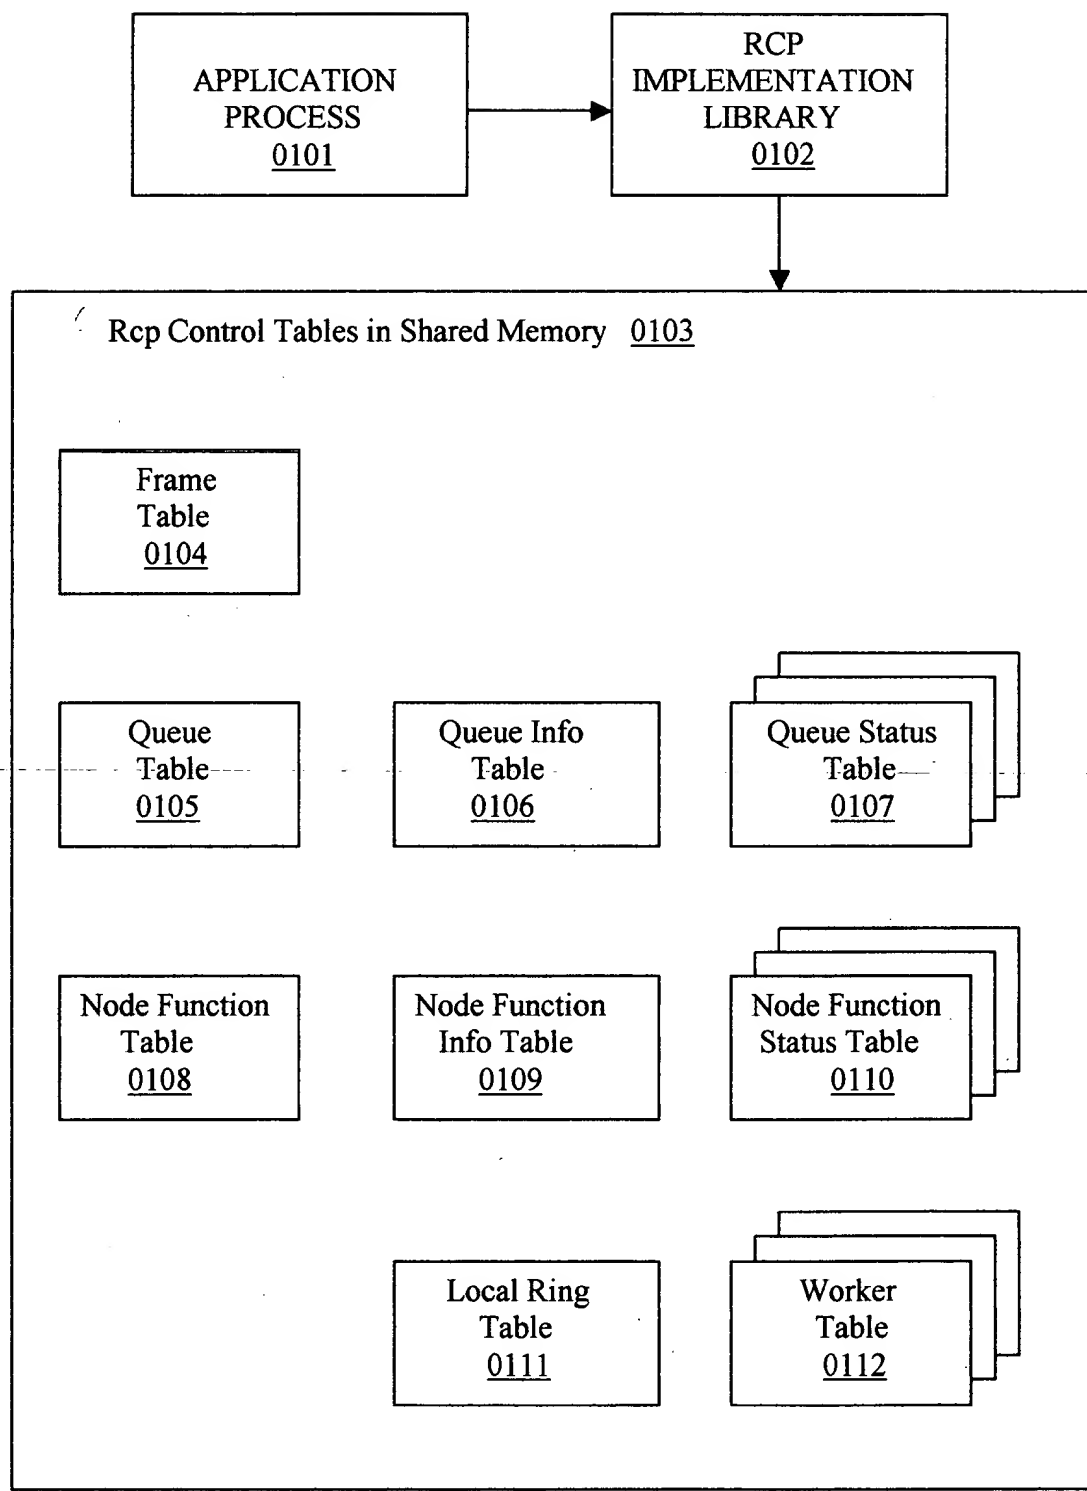 APPLICATION
PROCESS
0101
RCP
IMPLEMENTATION
LIBRARY
0102
Rcp Control Tables in Shared Memory 0103
Frame
Table
0104
Queue
Table
0105
Queue Info
Table
0106
Queue Status
Table
0107
Node Function
Table
0108
Node Function
Info Table
0109
Node Function
Status Table
0110
Local Ring
Table
0111
Worker
Table
0112